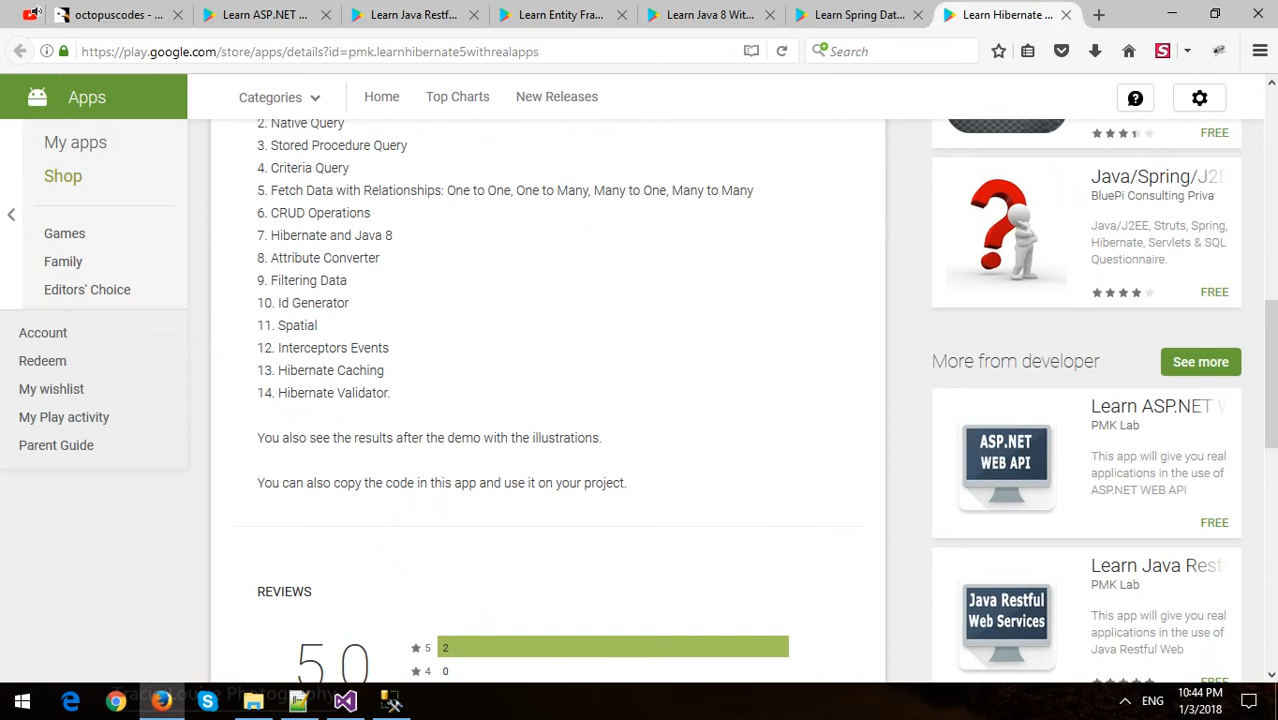 octopuscodes -
Learn ASP.NET ...
Learn Java Restf...
Learn Entity Fra...
Learn Java 8 Wit...
Learn Spring Dat...
Learn Hibernate ...
https://play.google.com/store/apps/details?id=pmk.learnhibernate5withrealapps
Search
Apps
Categories
Home
Top Charts
New Releases
My apps
Shop
Games
Family
Editors' Choice
Account
Redeem
My wishlist
My Play activity
Parent Guide
2. Native Query
3. Stored Procedure Query
4. Criteria Query
5. Fetch Data with Relationships: One to One, One to Many, Many to One, Many to Many
6. CRUD Operations
7. Hibernate and Java 8
8. Attribute Converter
9. Filtering Data
10. Id Generator
11. Spatial
12. Interceptors Events
13. Hibernate Caching
14. Hibernate Validator.
You also see the results after the demo with the illustrations.
You can also copy the code in this app and use it on your project.
REVIEWS
5.0
5 2
4 0
FREE
Java/Spring/J2E
BluePi Consulting Priva
Java/J2EE, Struts, Spring,
Hibernate, Servlets & SQL
Questionnaire.
FREE
More from developer
See more
ASP.NET
WEB API
Learn ASP.NET W
PMK Lab
This app will give you real
applications in the use of
ASP.NET WEB API
FREE
Java Restful
Web Services
Learn Java Rest
PMK Lab
This app will give you real
applications in the use of
Java Restful Web
FREE
Gracie Louise Photography
ENG
10:44 PM
1/3/2018